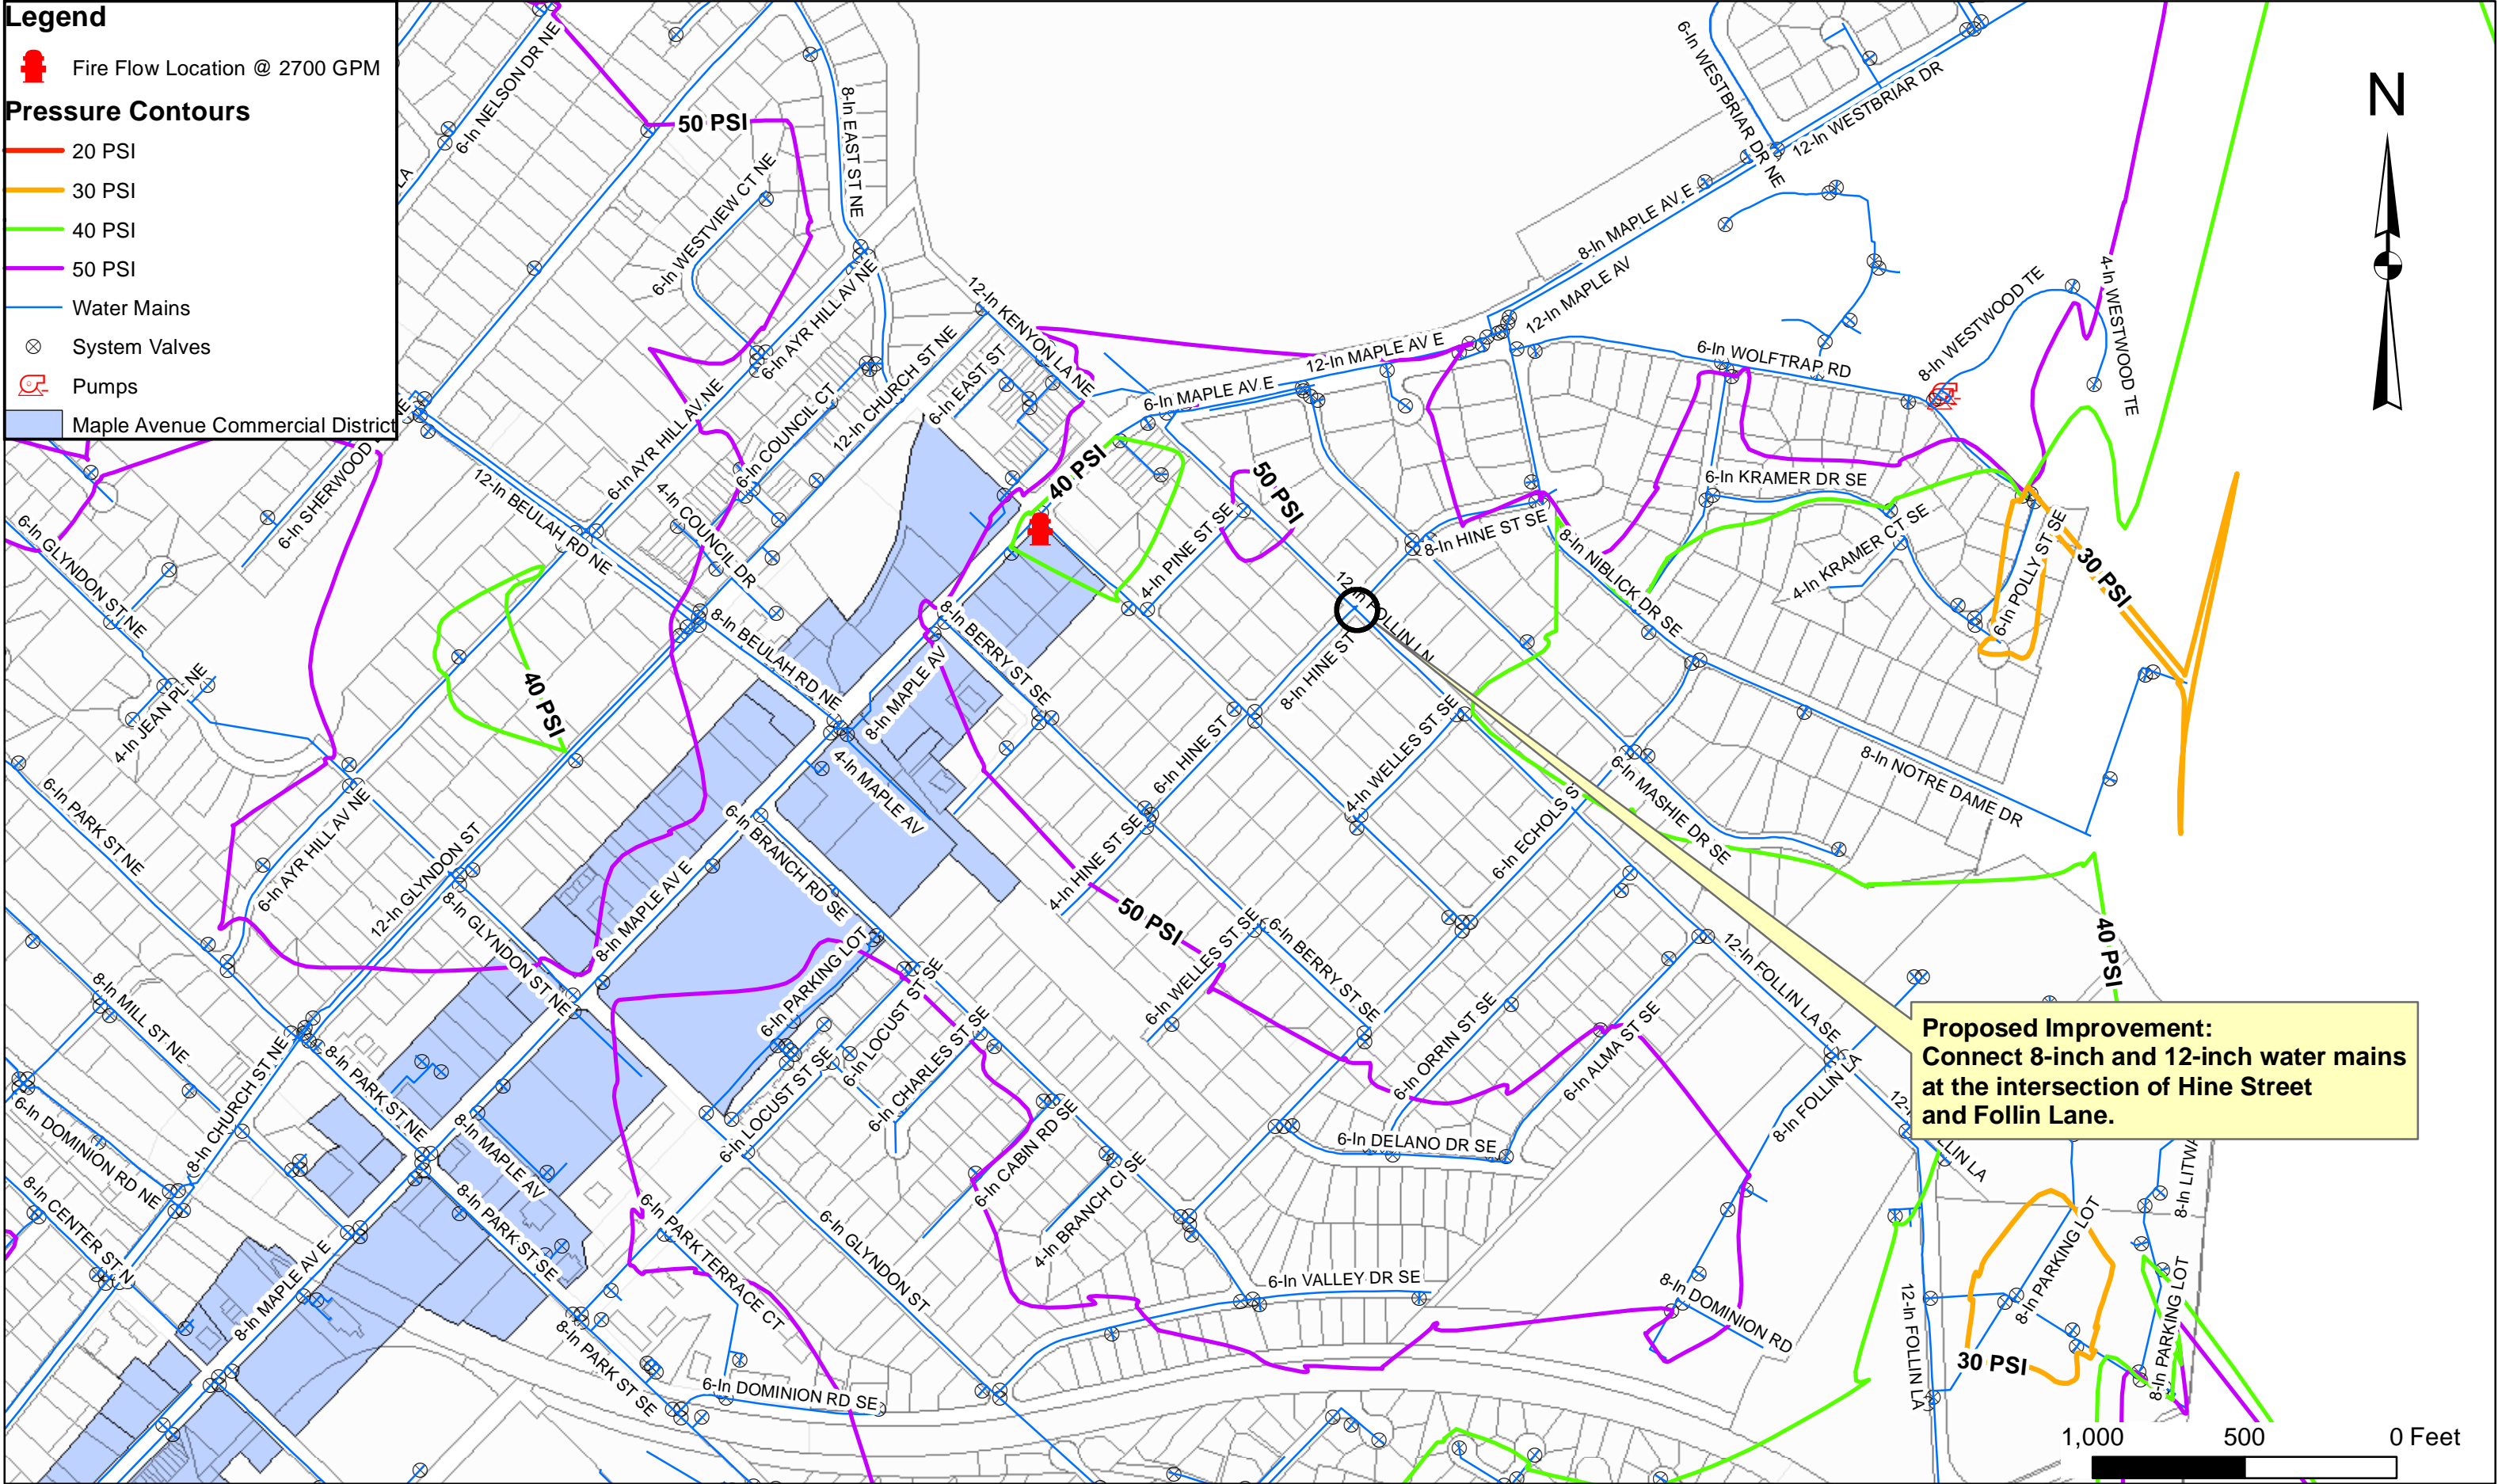 Legend
Fire Flow Location @ 2700 GPM
Pressure Contours
20 PSI
30 PSI
40 PSI
50 PSI
Water Mains
System Valves
Pumps
Maple Avenue Commercial District
N
6-In NELSON DR NE
LA
50 PSI
8-In EAST ST NE
6-In WESTVIEW CT NE
6-In WESTBRIAR DR
WESTBRIAR DR NE
12-In WESTBRIAR DR
8-In MAPLE AV E
12-In MAPLE AV
4-In WESTWOOD TE
8-In WESTWOOD TE
6-In AYR HILL AV NE
12-In KENYON LA NE
12-In MAPLE AV E
6-In WOLFTRAP RD
6-In EAST ST
12-In CHURCH ST NE
6-In COUNCIL CT
6-In MAPLE AV E
6-In AYR HILL AV NE
NE
6-In SHERWOOD
12-In BEULAH RD NE
4-In COUNCIL DR
40 PSI
50 PSI
6-In KRAMER DR SE
6-In GLYNDON ST NE
4-In PINE ST SE
8-In HINE ST SE
8-In NIBLICK DR SE
4-In KRAMER CT SE
6-In POLLY ST SE
30 PSI
8-In BEULAH RD NE
8-In BERRY ST SE
12-In FOLLIN LN
8-In HINE ST
4-In JEAN PL NE
40 PSI
8-In MAPLE AV
4-In MAPLE AV
6-In HINE ST
4-In WELLES ST SE
6-In MASHIE DR SE
8-In NOTRE DAME DR
6-In PARK ST NE
6-In AYR HILL AV NE
12-In GLYNDON ST
6-In BRANCH RD SE
4-In HINE ST SE
6-In ECHOLS S
8-In GLYNDON ST NE
8-In MAPLE AV E
50 PSI
6-In WELLES ST SE
6-In BERRY ST SE
12-In FOLLIN LA SE
40 PSI
8-In MILL ST NE
6-In PARKING LOT
6-In LOCUST ST SE
6-In CHARLES ST SE
6-In ORRIN ST SE
6-In ALMA ST SE
8-In FOLLIN LA
Proposed Improvement:
Connect 8-inch and 12-inch water mains
at the intersection of Hine Street
and Follin Lane.
6-In DOMINION RD NE
8-In CHURCH ST NE
8-In PARK ST NE
8-In MAPLE AV
6-In LOCUST ST SE
6-In CABIN RD SE
6-In DELANO DR SE
12-I
LLIN LA
8-In CENTER ST N
8-In PARK ST SE
6-In PARK TERRACE CT
6-In GLYNDON ST
4-In BRANCH CI SE
8-In LITWA
8-In PARKING LOT
8-In MAPLE AV E
6-In VALLEY DR SE
8-In DOMINION RD
12-In FOLLIN LA
8-In PARKING LOT
30 PSI
8-In PARK ST SE
6-In DOMINION RD SE
1,000 500 0 Feet